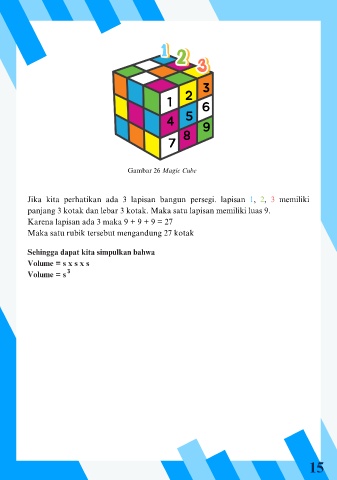 1 2 3
1 2 3
4 5 6
7 8 9
Gambar 26 Magic Cube
Jika kita perhatikan ada 3 lapisan bangun persegi. lapisan 1, 2, 3 memiliki
panjang 3 kotak dan lebar 3 kotak. Maka satu lapisan memiliki luas 9.
Karena lapisan ada 3 maka 9 + 9 + 9 = 27
Maka satu rubik tersebut mengandung 27 kotak
Sehingga dapat kita simpulkan bahwa
Volume = s x s x s
Volume = s³
15